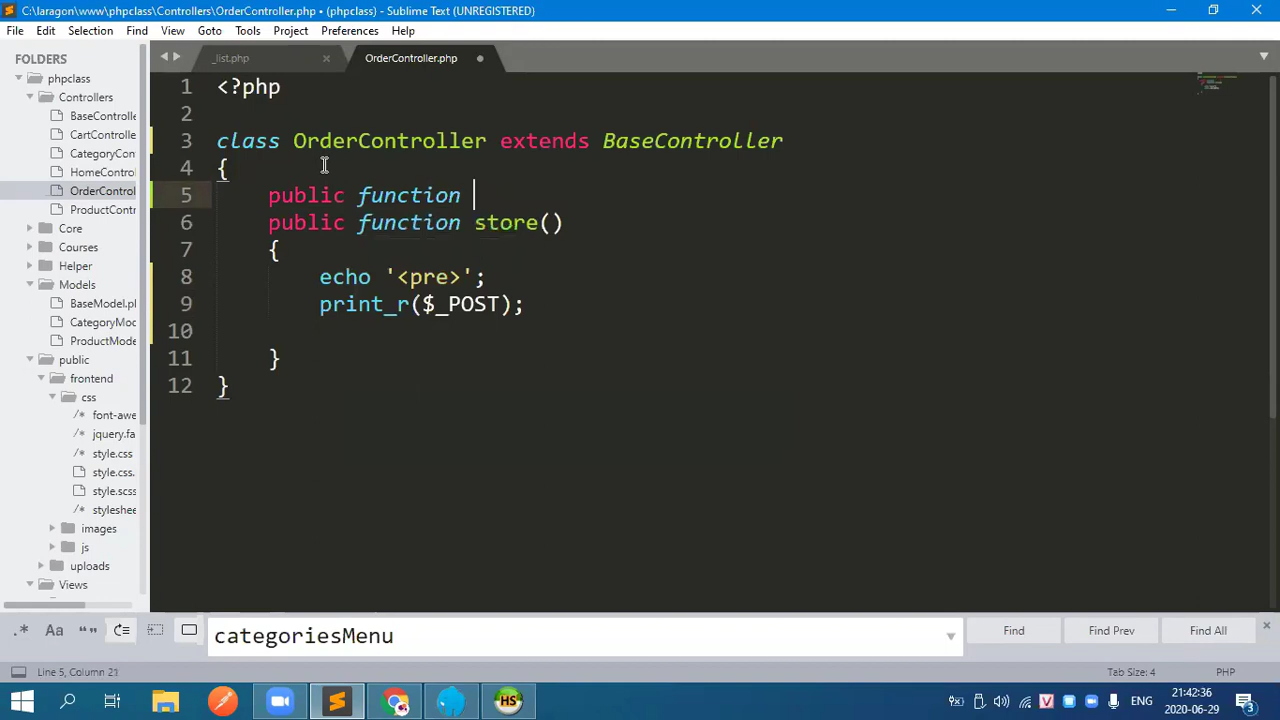 C:\laragon\www\phpclass\Controllers\OrderController.php • (phpclass) - Sublime Text (UNREGISTERED)
File Edit Selection Find View Goto Tools Project Preferences Help
FOLDERS
phpclass
Controllers
BaseControlle
CartControlle
CategoryCon
HomeContro
OrderControl
ProductContr
Core
Courses
Helper
Models
BaseModel.pl
CategoryMoc
ProductMode
public
frontend
css
/* font-awe
/* jquery.fa
/* style.css
style.css.
style.scss
/* styleshee
images
js
uploads
Views
_list.php
OrderController.php
1 <?php
2
3 class OrderController extends BaseController
4 {
5 public function
6 public function store()
7 {
8 echo '<pre>';
9 print_r($_POST);
10
11 }
12 }
.* Aa “”
categoriesMenu
Find Find Prev Find All
Line 5, Column 21
Tab Size: 4 PHP
ENG
21:42:36
2020-06-29
3